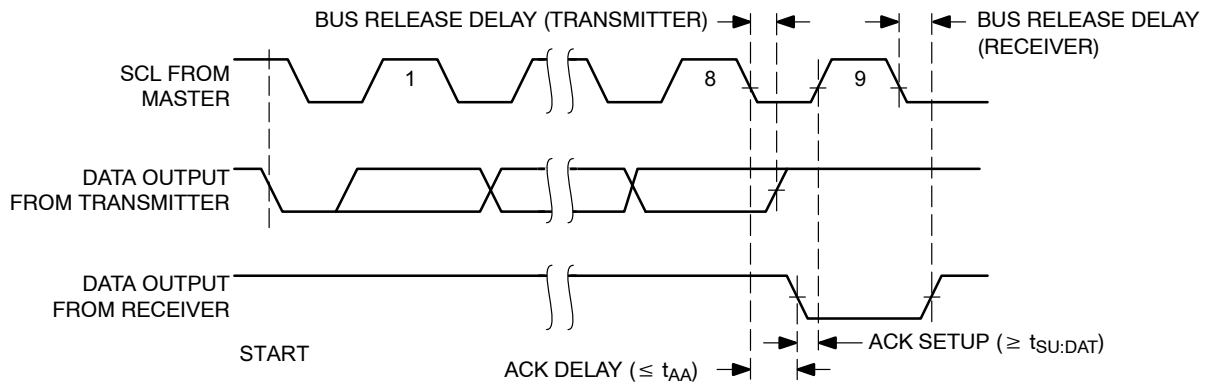 BUS RELEASE DELAY (TRANSMITTER)
BUS RELEASE DELAY
(RECEIVER)
SCL FROM
MASTER
1
8
9
DATA OUTPUT
FROM TRANSMITTER
DATA OUTPUT
FROM RECEIVER
START
ACK SETUP (≥ tSU:DAT)
ACK DELAY (≤ tAA)